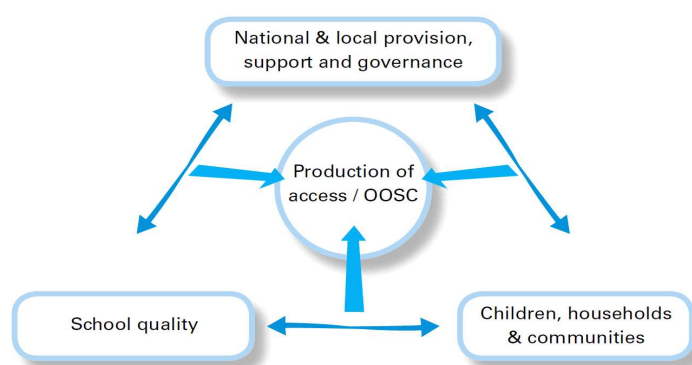 National & local provision,
support and governance
Production of
access / OOSC
School quality
Children, households
& communities